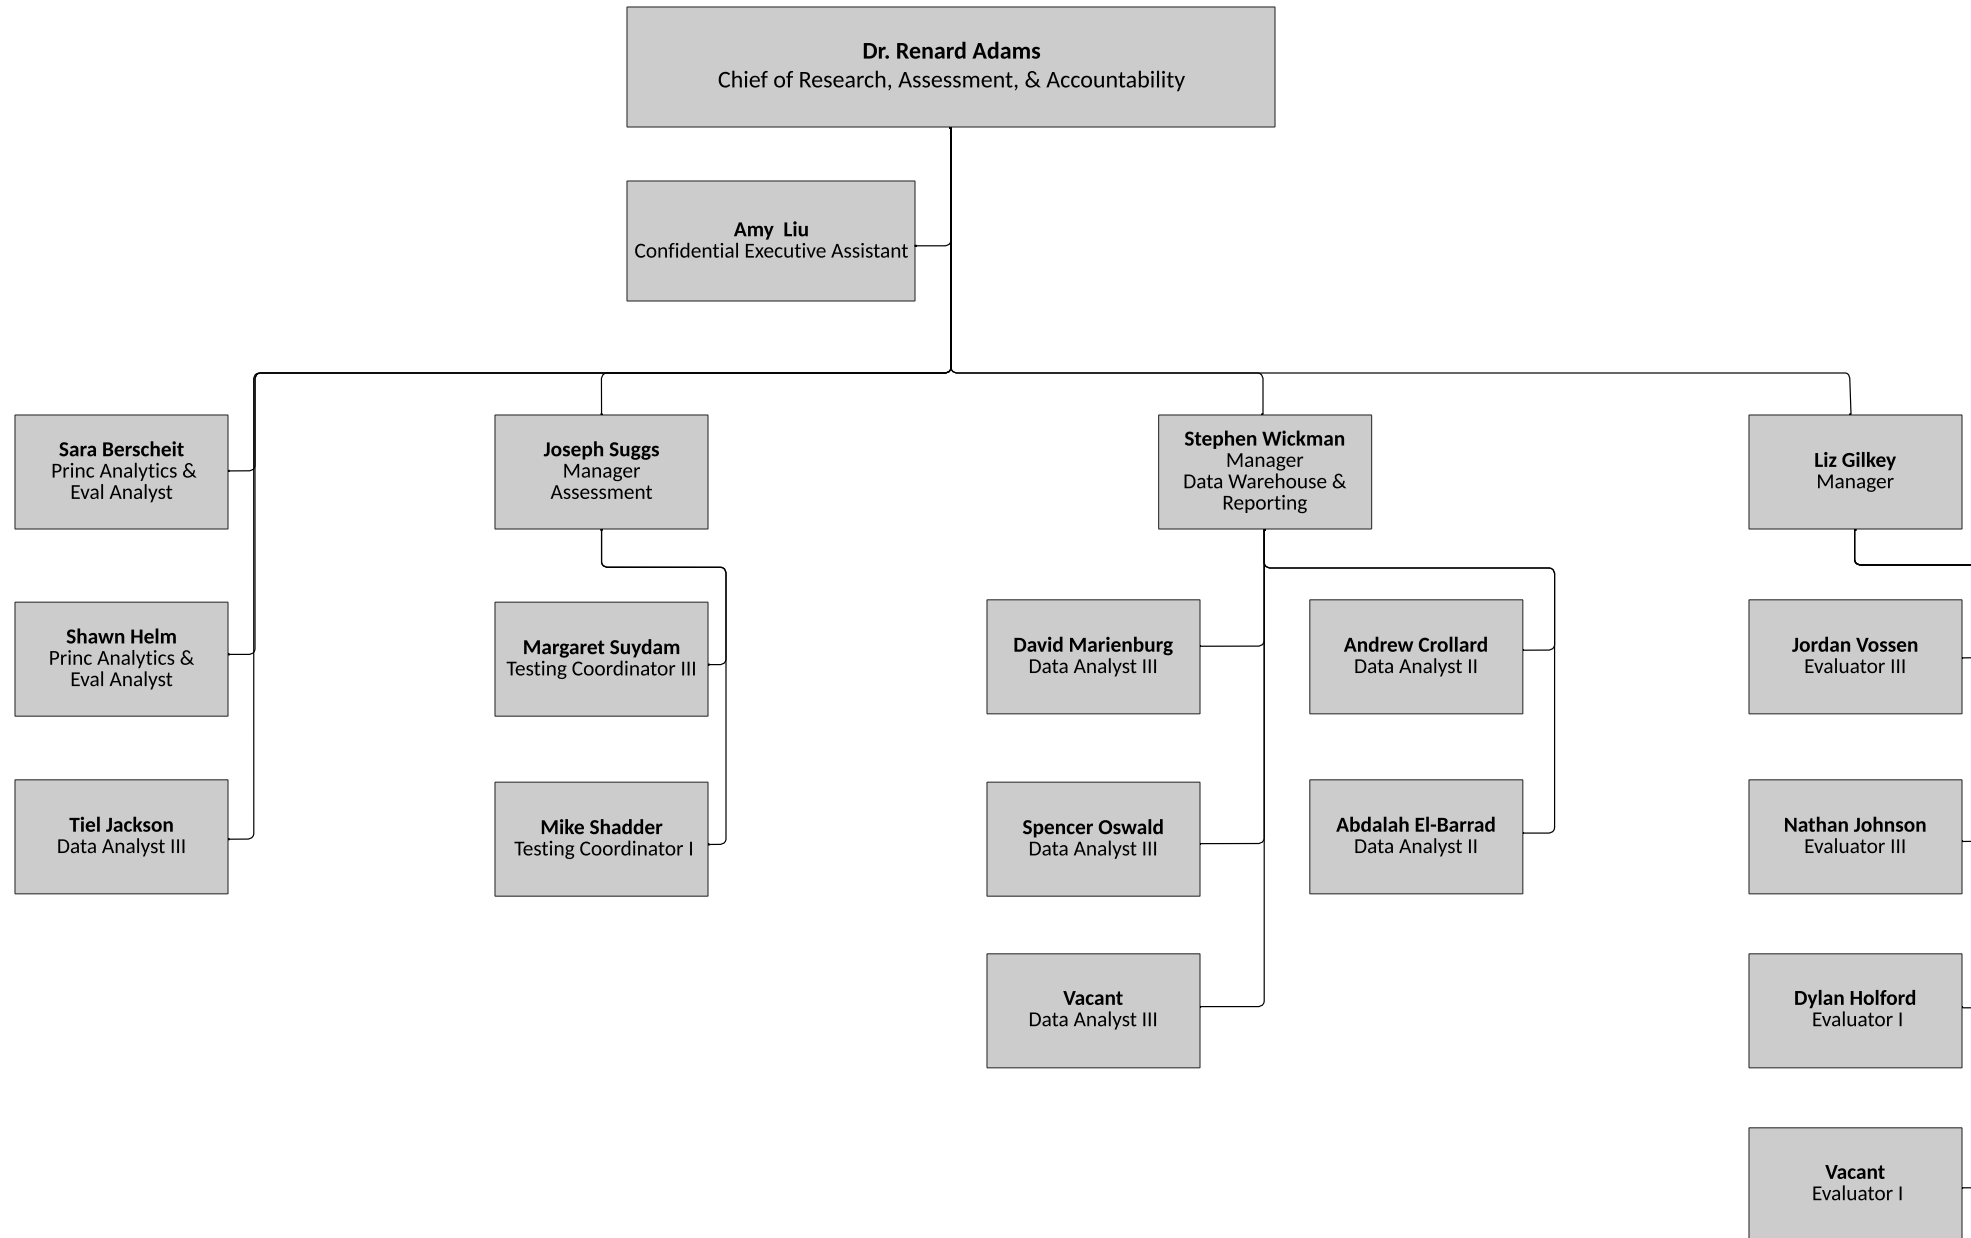 Dr. Renard Adams
Chief of Research, Assessment, & Accountability
Amy Liu
Confidential Executive Assistant
Sara Berscheit
Princ Analytics &
Eval Analyst
Joseph Suggs
Manager
Assessment
Stephen Wickman
Manager
Data Warehouse &
Reporting
Liz Gilkey
Manager
Shawn Helm
Princ Analytics &
Eval Analyst
Margaret Suydam
Testing Coordinator III
David Marienburg
Data Analyst III
Andrew Crollard
Data Analyst II
Jordan Vossen
Evaluator III
Tiel Jackson
Data Analyst III
Mike Shadder
Testing Coordinator I
Spencer Oswald
Data Analyst III
Abdalah El-Barrad
Data Analyst II
Nathan Johnson
Evaluator III
Vacant
Data Analyst III
Dylan Holford
Evaluator I
Vacant
Evaluator I